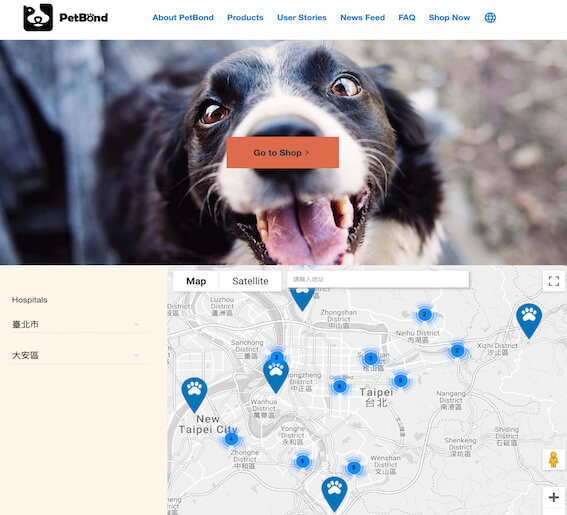 PetBond
About PetBond Products User Stories News Feed FAQ Shop Now
Go to Shop >
Hospitals
臺北市
大安區
Map Satellite
請輸入地址
Luzhou
District
蘆洲區
Zhongshan
District
中山區
Neihu District
內湖區
2
Xizhi District
汐止區
Sanchong
District
三重區
2
3
District
松山區
2
Zhongzheng
District
中正區
6
5
Taipei
台北
Wanhua
District
萬華區
Nangang
District
南港區
New
Taipei City
4
Yonghe
District
永和區
Zhonghe
District
中和區
5
5
Wenshan
District
文山區
Shenkeng
District
深坑區
Shiding
District
石碇區